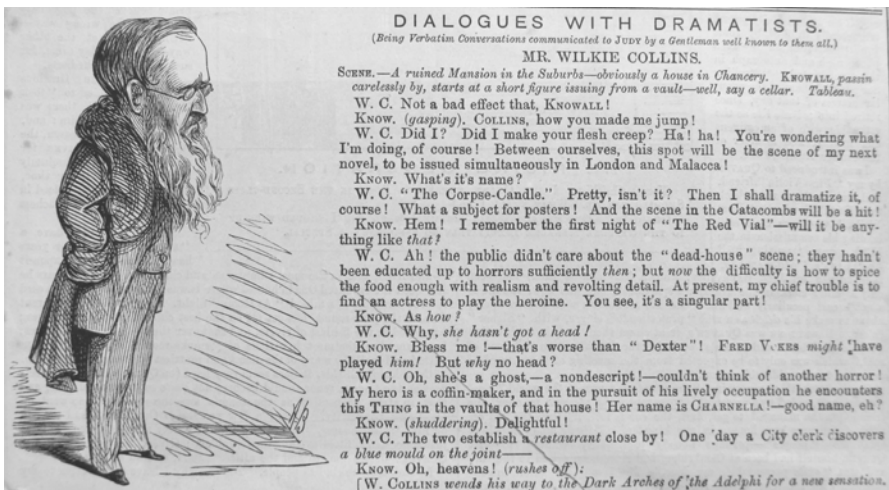 DIALOGUES WITH DRAMATISTS.
(Being Verbatim Conversations communicated to JUDY by a Gentleman well known to them all.)
MR. WILKIE COLLINS.
SCENE.—A ruined Mansion in the Suburbs—obviously a house in Chancery. KNOWALL, passin
carelessly by, starts at a short figure issuing from a vault—well, say a cellar. Tableau.
W. C. Not a bad effect that, KNOWALL!
KNOW. (gasping). COLLINS, how you made me jump!
W. C. Did I? Did I make your flesh creep? Ha! ha! You're wondering what
I'm doing, of course! Between ourselves, this spot will be the scene of my next
novel, to be issued simultaneously in London and Malacca!
KNOW. What's it's name?
W. C. "The Corpse-Candle." Pretty, isn't it? Then I shall dramatize it, of
course! What a subject for posters! And the scene in the Catacombs will be a hit!
KNOW. Hem! I remember the first night of "The Red Vial"—will it be any-
thing like that?
W. C. Ah! the public didn't care about the "dead-house" scene; they hadn't
been educated up to horrors sufficiently then; but now the difficulty is how to spice
the food enough with realism and revolting detail. At present, my chief trouble is to
find an actress to play the heroine. You see, it's a singular part!
KNOW. As how?
W. C. Why, she hasn't got a head!
KNOW. Bless me!—that's worse than "Dexter"! FRED VOKES might have
played him! But why no head?
W. C. Oh, she's a ghost,—a nondescript!—couldn't think of another horror!
My hero is a coffin-maker, and in the pursuit of his lively occupation he encounters
this THING in the vaults of that house! Her name is CHARNELLA!—good name, eh?
KNOW. (shuddering). Delightful!
W. C. The two establish a restaurant close by! One day a City clerk discovers
a blue mould on the joint——
KNOW. Oh, heavens! (rushes off):
[W. COLLINS wends his way to the Dark Arches of the Adelphi for a new sensation.